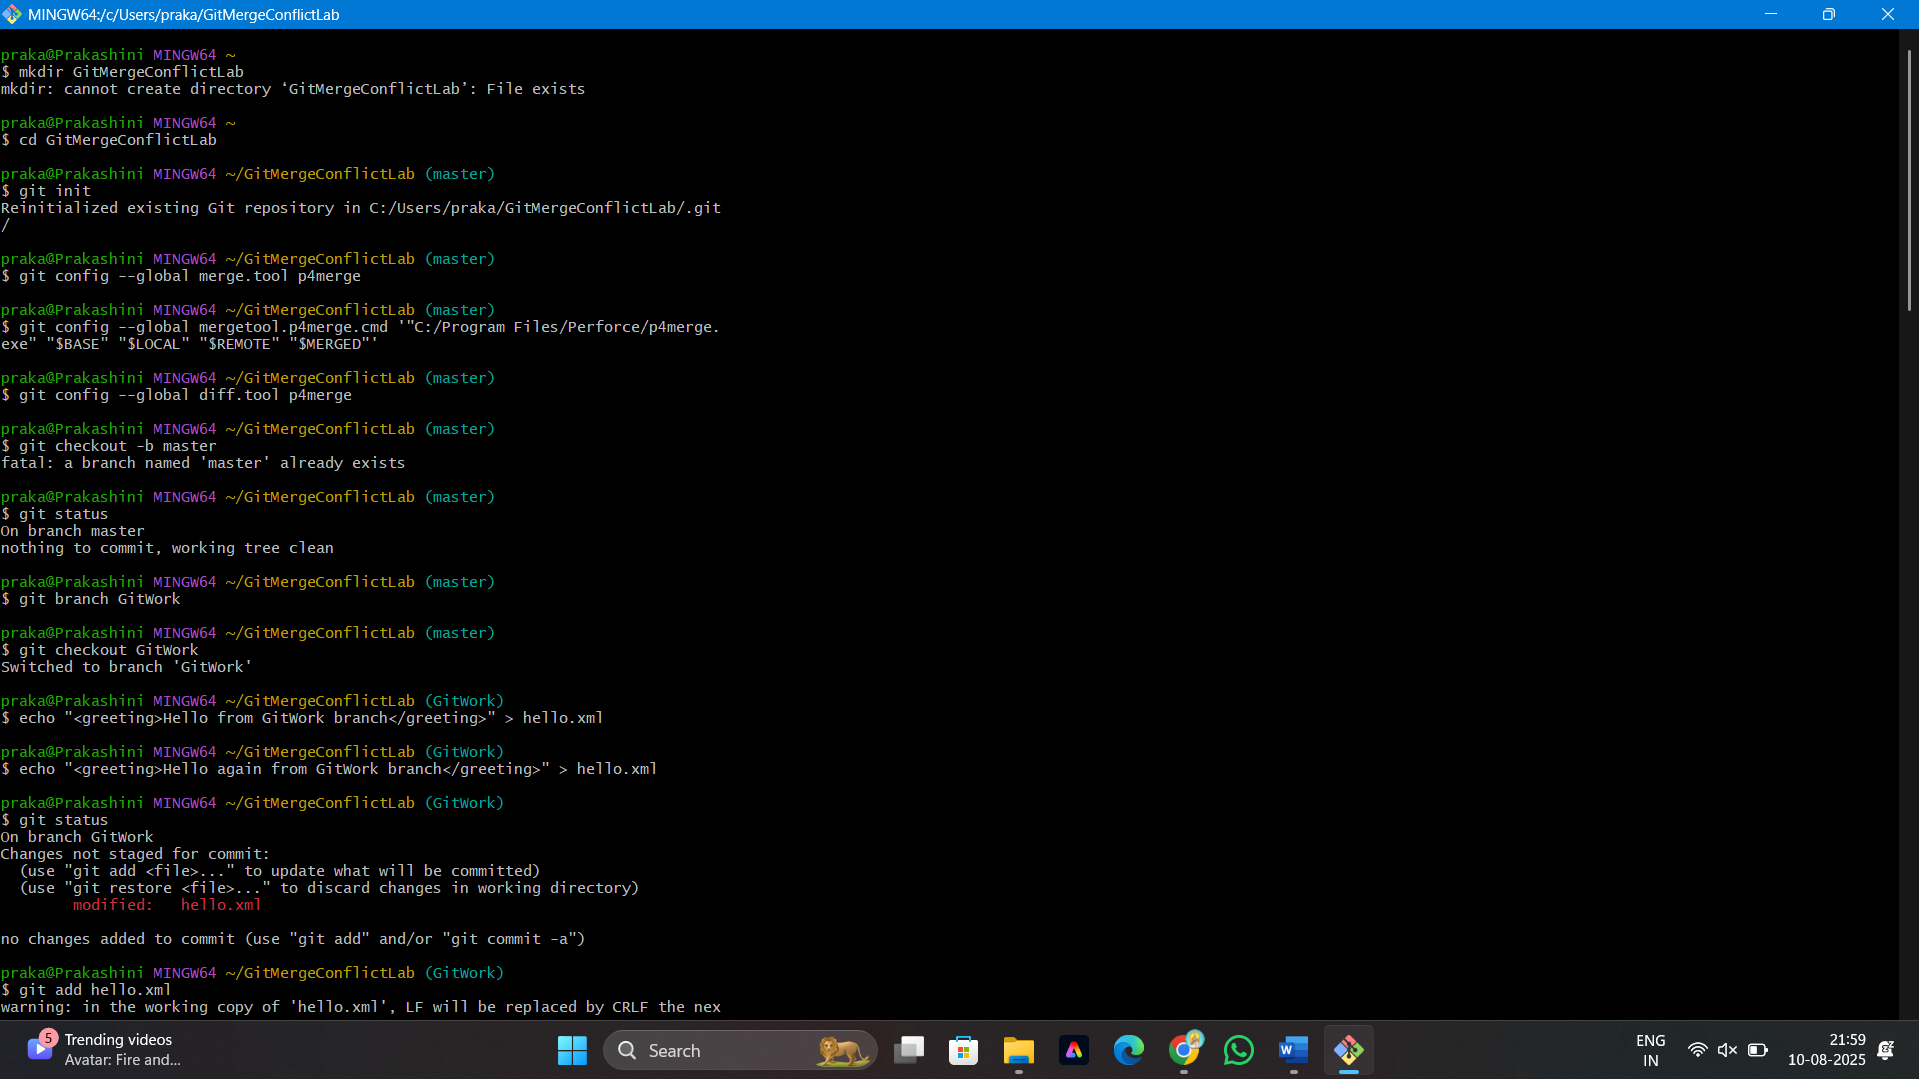 MINGW64:/c/Users/praka/GitMergeConflictLab
praka@Prakashini MINGW64 ~
$ mkdir GitMergeConflictLab
mkdir: cannot create directory ‘GitMergeConflictLab’: File exists
praka@Prakashini MINGW64 ~
$ cd GitMergeConflictLab
praka@Prakashini MINGW64 ~/GitMergeConflictLab (master)
$ git init
Reinitialized existing Git repository in C:/Users/praka/GitMergeConflictLab/.git
/
praka@Prakashini MINGW64 ~/GitMergeConflictLab (master)
$ git config --global merge.tool p4merge
praka@Prakashini MINGW64 ~/GitMergeConflictLab (master)
$ git config --global mergetool.p4merge.cmd '"C:/Program Files/Perforce/p4merge.
exe" "$BASE" "$LOCAL" "$REMOTE" "$MERGED"'
praka@Prakashini MINGW64 ~/GitMergeConflictLab (master)
$ git config --global diff.tool p4merge
praka@Prakashini MINGW64 ~/GitMergeConflictLab (master)
$ git checkout -b master
fatal: a branch named 'master' already exists
praka@Prakashini MINGW64 ~/GitMergeConflictLab (master)
$ git status
On branch master
nothing to commit, working tree clean
praka@Prakashini MINGW64 ~/GitMergeConflictLab (master)
$ git branch GitWork
praka@Prakashini MINGW64 ~/GitMergeConflictLab (master)
$ git checkout GitWork
Switched to branch 'GitWork'
praka@Prakashini MINGW64 ~/GitMergeConflictLab (GitWork)
$ echo "<greeting>Hello from GitWork branch</greeting>" > hello.xml
praka@Prakashini MINGW64 ~/GitMergeConflictLab (GitWork)
$ echo "<greeting>Hello again from GitWork branch</greeting>" > hello.xml
praka@Prakashini MINGW64 ~/GitMergeConflictLab (GitWork)
$ git status
On branch GitWork
Changes not staged for commit:
  (use "git add <file>..." to update what will be committed)
  (use "git restore <file>..." to discard changes in working directory)
        modified:   hello.xml
no changes added to commit (use "git add" and/or "git commit -a")
praka@Prakashini MINGW64 ~/GitMergeConflictLab (GitWork)
$ git add hello.xml
warning: in the working copy of 'hello.xml', LF will be replaced by CRLF the nex
5
Trending videos
Avatar: Fire and...
Search
ENG
IN
21:59
10-08-2025